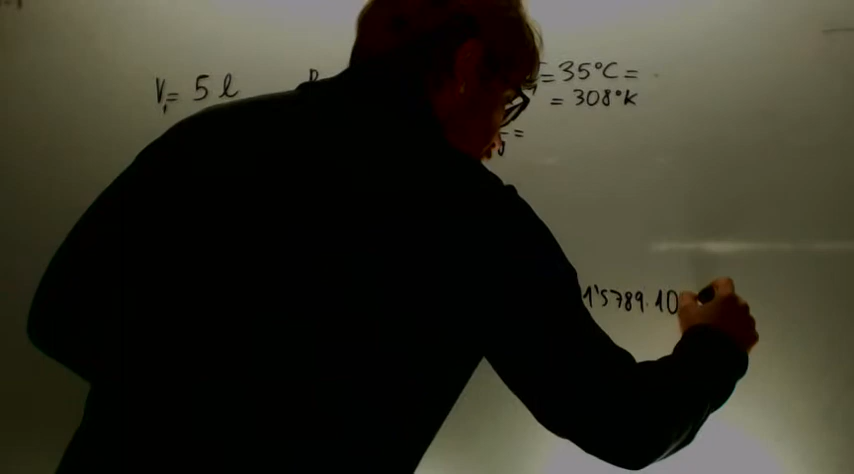 V₁ = 5 l
P
= 35°C =
= 308°K
=
1'5789·10